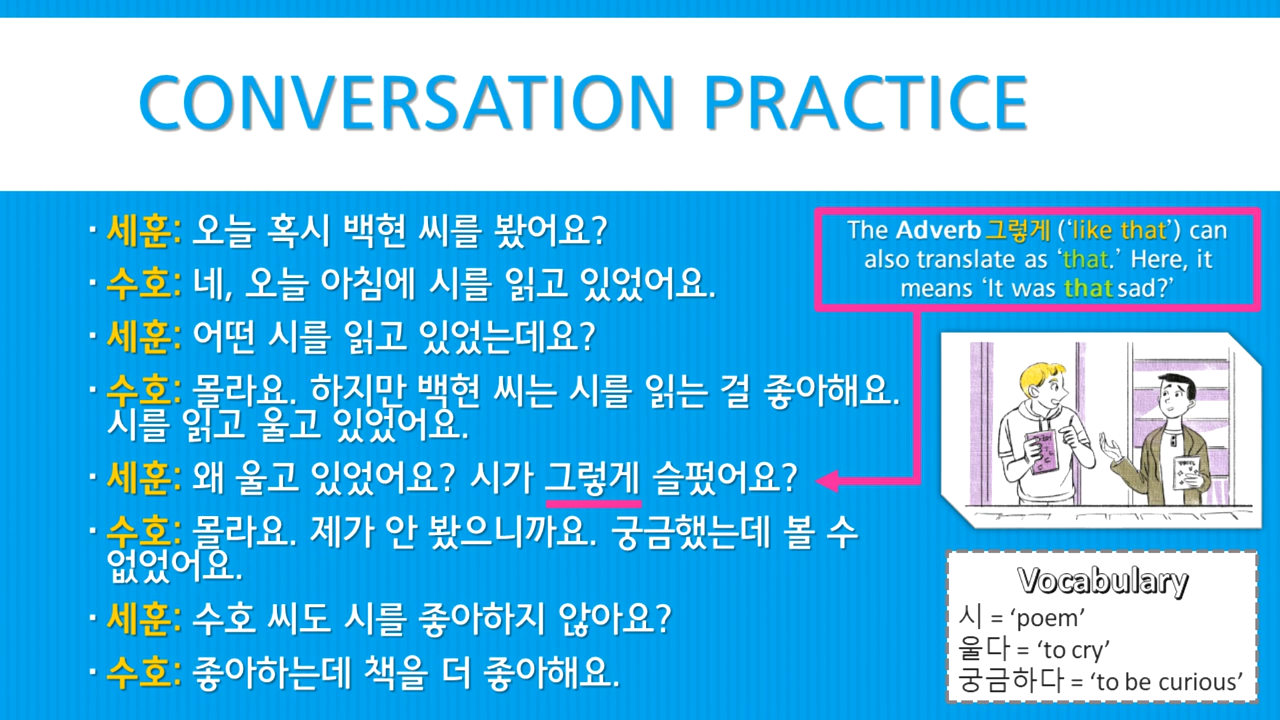 CONVERSATION PRACTICE
· 세훈: 오늘 혹시 백현 씨를 봤어요?
· 수호: 네, 오늘 아침에 시를 읽고 있었어요.
· 세훈: 어떤 시를 읽고 있었는데요?
· 수호: 몰라요. 하지만 백현 씨는 시를 읽는 걸 좋아해요.
시를 읽고 울고 있었어요.
· 세훈: 왜 울고 있었어요? 시가 그렇게 슬펐어요?
· 수호: 몰라요. 제가 안 봤으니까요. 궁금했는데 볼 수
없었어요.
· 세훈: 수호 씨도 시를 좋아하지 않아요?
· 수호: 좋아하는데 책을 더 좋아해요.
The Adverb 그렇게 (‘like that’) can
also translate as ‘that.’ Here, it
means ‘It was that sad?’
Vocabulary
시 = ‘poem’
울다 = ‘to cry’
궁금하다 = ‘to be curious’